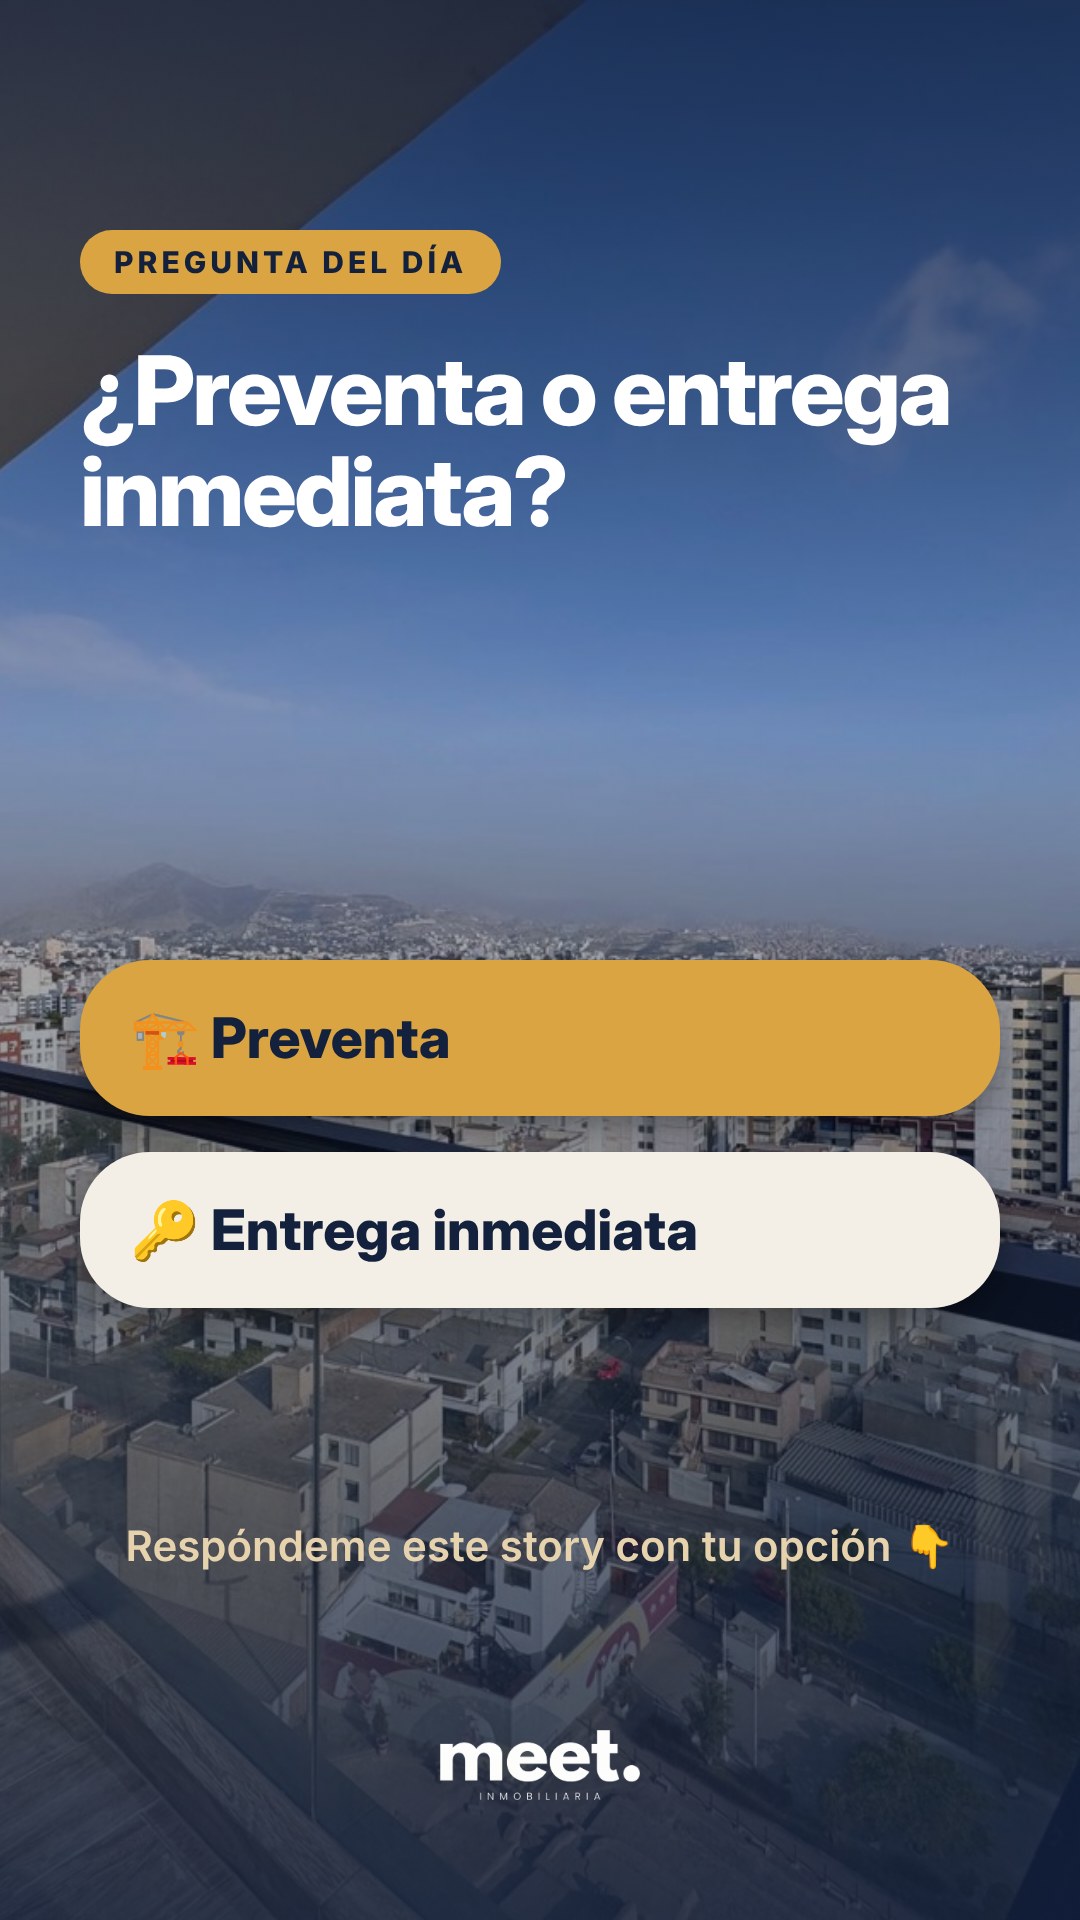 PREGUNTA DEL DÍA
¿Preventa o entrega
inmediata?
🏗️ Preventa
🔑 Entrega inmediata
Respóndeme este story con tu opción 👇
meet.
INMOBILIARIA